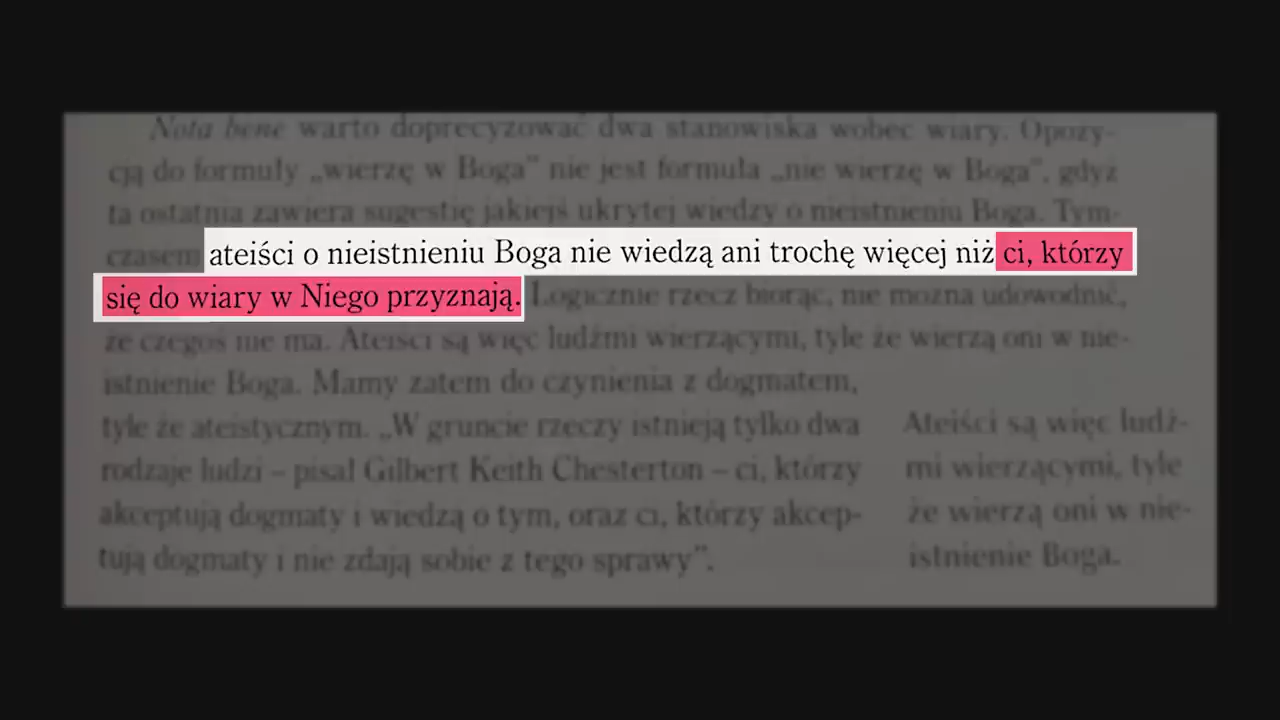 Nota bene warto doprecyzować dwa stanowiska wobec wiary. Opozy-
cją do formuły „wierzę w Boga” nie jest formuła „nie wierzę w Boga”, gdyż
ta ostatnia zawiera sugestię jakiejś ukrytej wiedzy o nieistnieniu Boga. Tym-
czasem ateiści o nieistnieniu Boga nie wiedzą ani trochę więcej niż ci, którzy
się do wiary w Niego przyznają. Logicznie rzecz biorąc, nie można udowodnić,
że czegoś nie ma. Ateiści są więc ludźmi wierzącymi, tyle że wierzą oni w nie-
istnienie Boga. Mamy zatem do czynienia z dogmatem,
tyle że ateistycznym. „W gruncie rzeczy istnieją tylko dwa
rodzaje ludzi – pisał Gilbert Keith Chesterton – ci, którzy
akceptują dogmaty i wiedzą o tym, oraz ci, którzy akcep-
tują dogmaty i nie zdają sobie z tego sprawy”.
Ateiści są więc ludź-
mi wierzącymi, tyle
że wierzą oni w nie-
istnienie Boga.